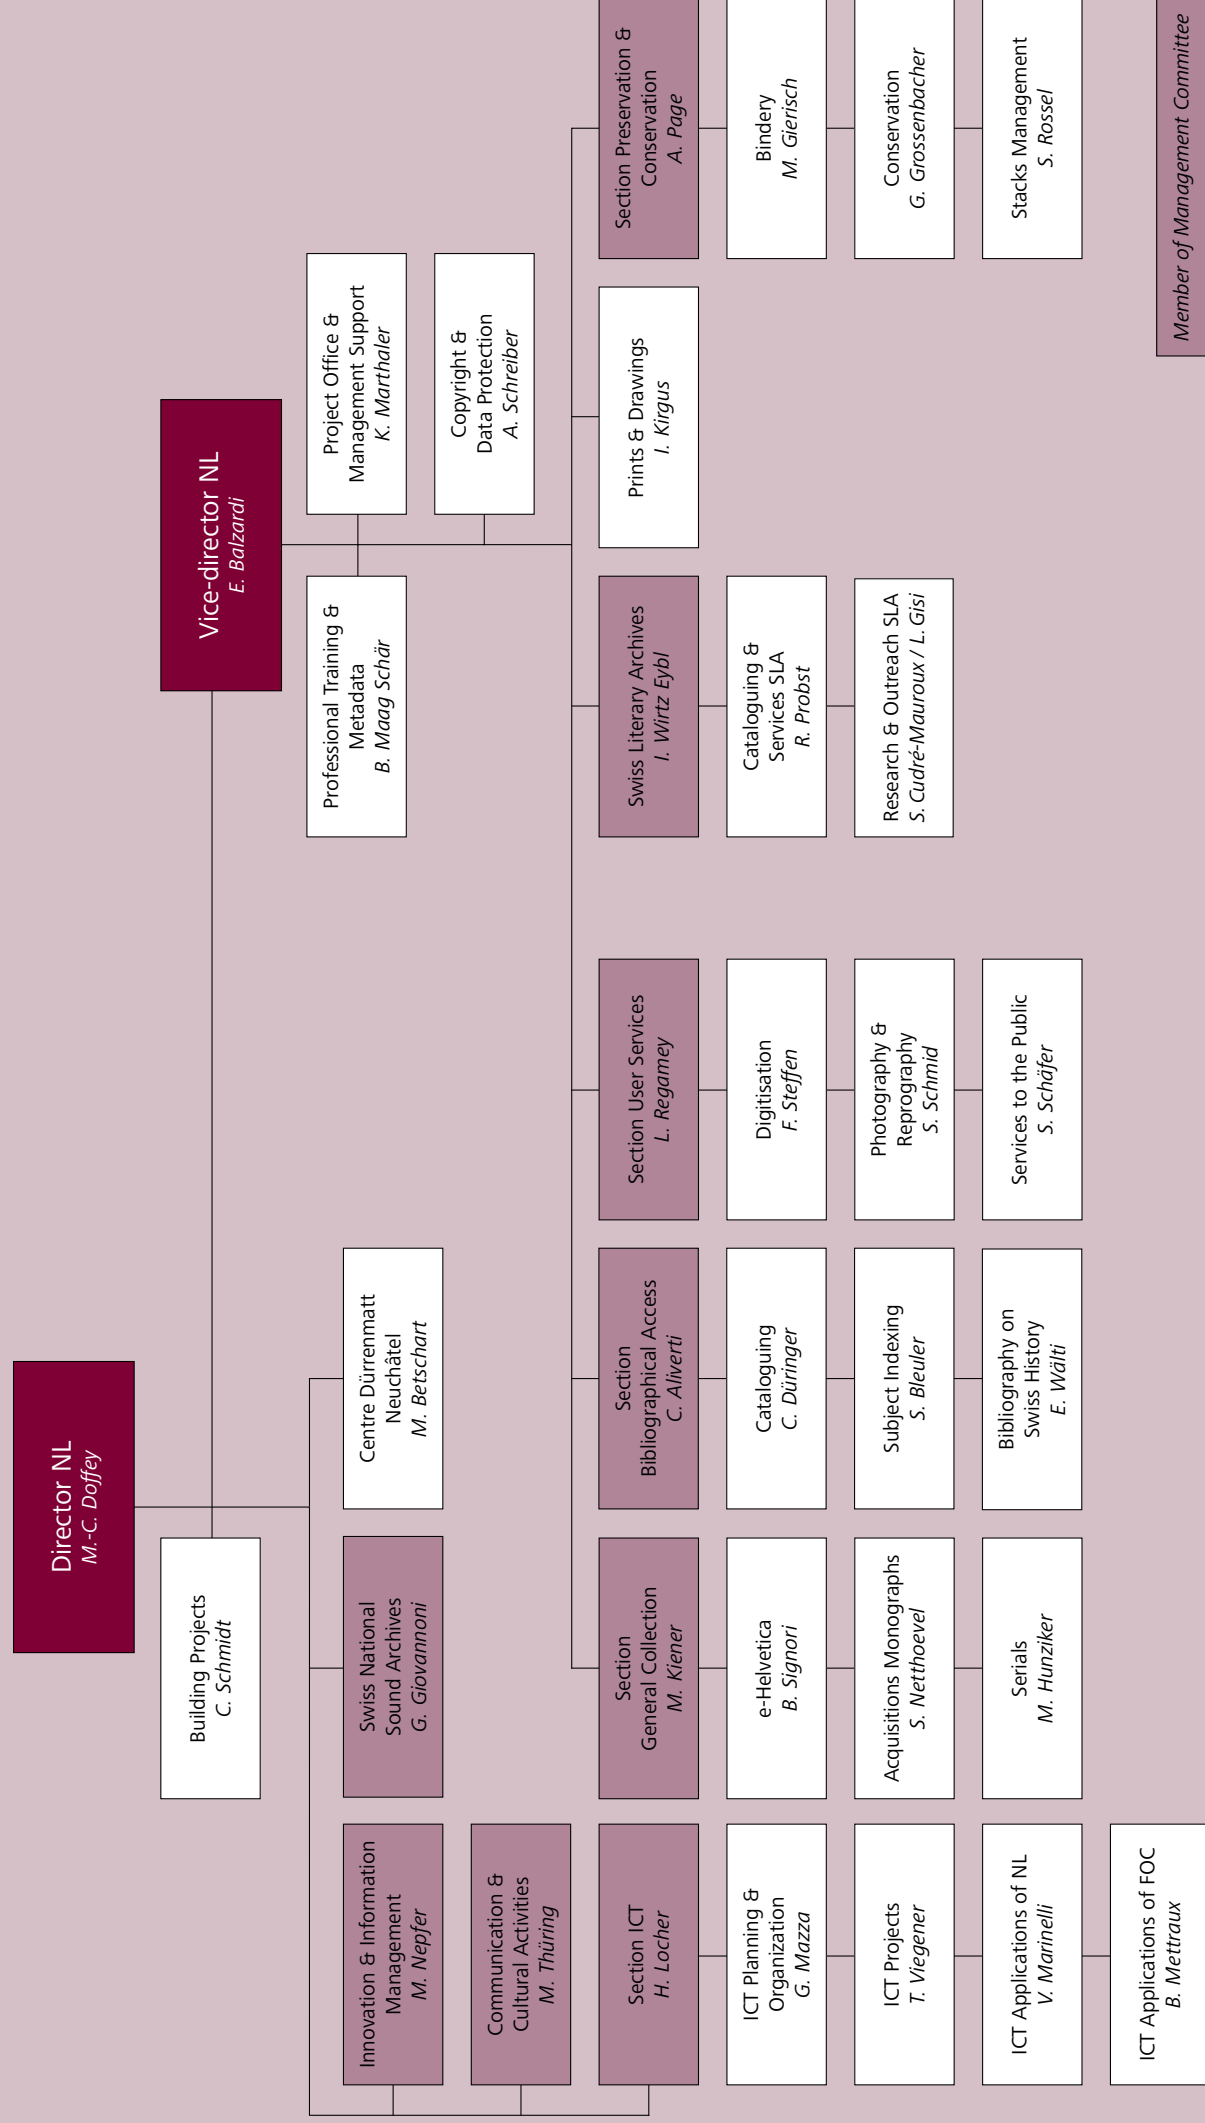 Director NL
M.-C. Doffey
Building Projects
C. Schmidt
Vice-director NL
E. Balzardi
Innovation & Information
Management
M. Nepfer
Swiss National
Sound Archives
G. Giovannoni
Centre Dürrenmatt
Neuchâtel
M. Betschart
Professional Training &
Metadata
B. Maag Schär
Project Office &
Management Support
K. Marthaler
Communication &
Cultural Activities
M. Thüring
Copyright &
Data Protection
A. Schreiber
Section ICT
H. Locher
Section
General Collection
M. Kiener
Section
Bibliographical Access
C. Aliverti
Section User Services
L. Regamey
Swiss Literary Archives
I. Wirtz Eybl
Prints & Drawings
I. Kirgus
Section Preservation &
Conservation
A. Page
ICT Planning &
Organization
G. Mazza
e-Helvetica
B. Signori
Cataloguing
C. Düringer
Digitisation
F. Steffen
Cataloguing &
Services SLA
R. Probst
Bindery
M. Gierisch
ICT Projects
T. Viegener
Acquisitions Monographs
S. Netthoevel
Subject Indexing
S. Bleuler
Photography &
Reprography
S. Schmid
Research & Outreach SLA
S. Cudré-Mauroux / L. Gisi
Conservation
G. Grossenbacher
ICT Applications of NL
V. Marinelli
Serials
M. Hunziker
Bibliography on
Swiss History
E. Wälti
Services to the Public
S. Schäfer
Stacks Management
S. Rossel
ICT Applications of FOC
B. Mettraux
Member of Management Committee